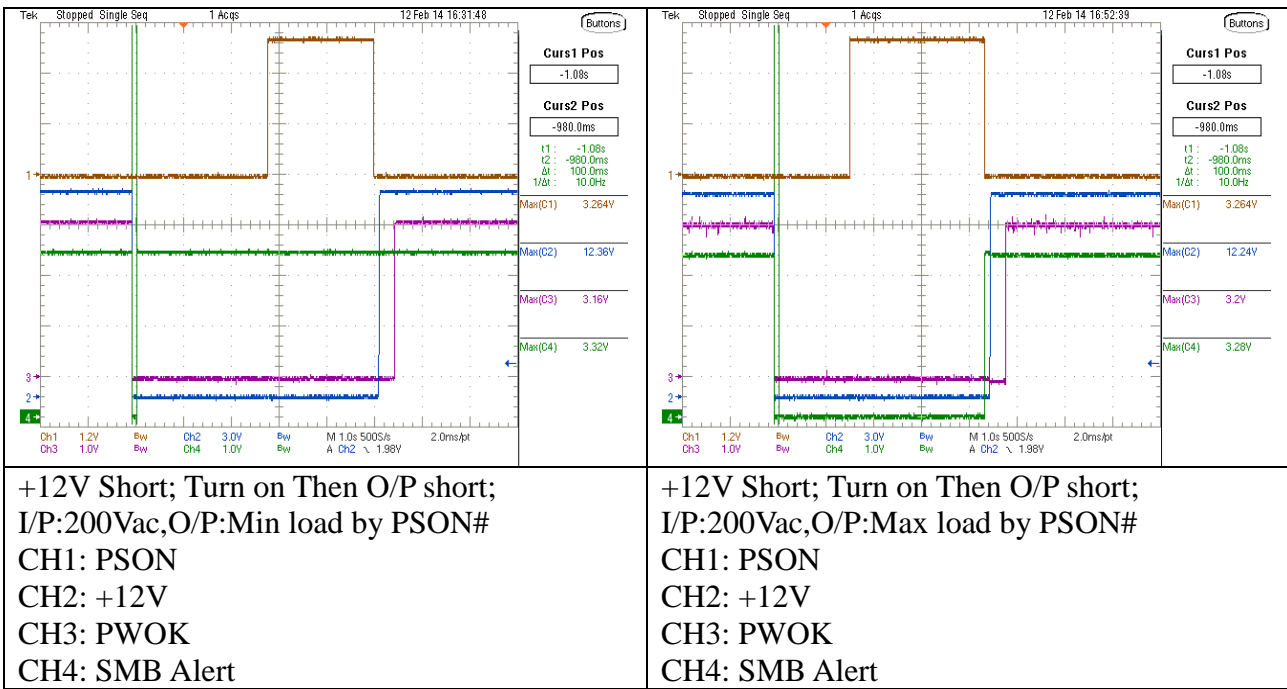 Tek Stopped Single Seq 1 Acqs 12 Feb 14 16:31:48
Buttons
Curs1 Pos
-1.08s
Curs2 Pos
-980.0ms
t1 : -1.08s
t2 : -980.0ms
Δt : 100.0ms
1/Δt : 10.0Hz
Max(C1) 3.264V
Max(C2) 12.36V
Max(C3) 3.16V
Max(C4) 3.32V
1
3
2
4
Ch1 1.2V Bw Ch2 3.0V Bw M 1.0s 500S/s 2.0ms/pt
Ch3 1.0V Bw Ch4 1.0V Bw A Ch2 \ 1.98V
+12V Short; Turn on Then O/P short;
I/P:200Vac,O/P:Min load by PSON#
CH1: PSON
CH2: +12V
CH3: PWOK
CH4: SMB Alert
Tek Stopped Single Seq 1 Acqs 12 Feb 14 16:52:39
Buttons
Curs1 Pos
-1.08s
Curs2 Pos
-980.0ms
t1 : -1.08s
t2 : -980.0ms
Δt : 100.0ms
1/Δt : 10.0Hz
Max(C1) 3.264V
Max(C2) 12.24V
Max(C3) 3.2V
Max(C4) 3.28V
1
3
2
4
Ch1 1.2V Bw Ch2 3.0V Bw M 1.0s 500S/s 2.0ms/pt
Ch3 1.0V Bw Ch4 1.0V Bw A Ch2 \ 1.98V
+12V Short; Turn on Then O/P short;
I/P:200Vac,O/P:Max load by PSON#
CH1: PSON
CH2: +12V
CH3: PWOK
CH4: SMB Alert